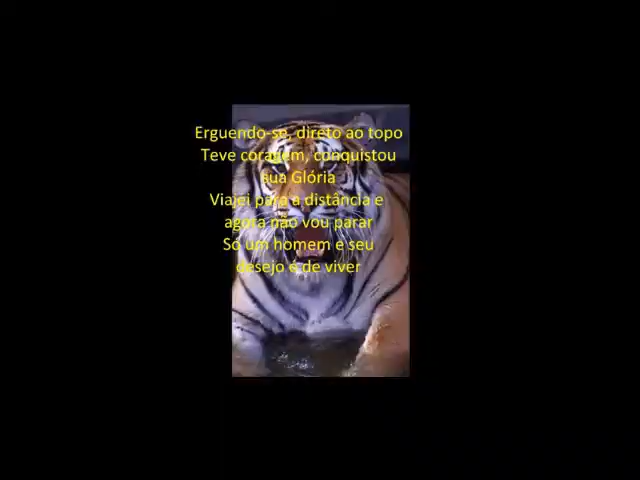 Erguendo-se, direto ao topo
Teve coragem, conquistou
sua Glória
Viajei para a distância e
agora não vou parar
Só um homem e seu
desejo é de viver